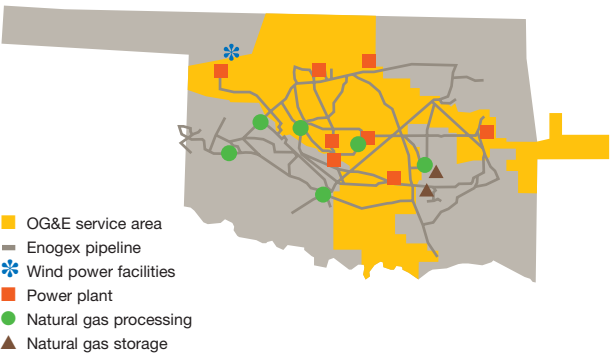 OG&E service area
Enogex pipeline
Wind power facilities
Power plant
Natural gas processing
Natural gas storage